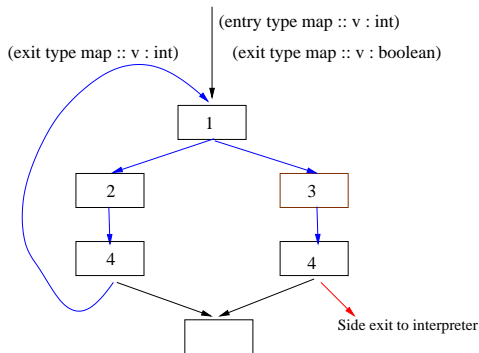 (entry type map :: v : int)
(exit type map :: v : int)
(exit type map :: v : boolean)
1
2
3
4
4
Side exit to interpreter